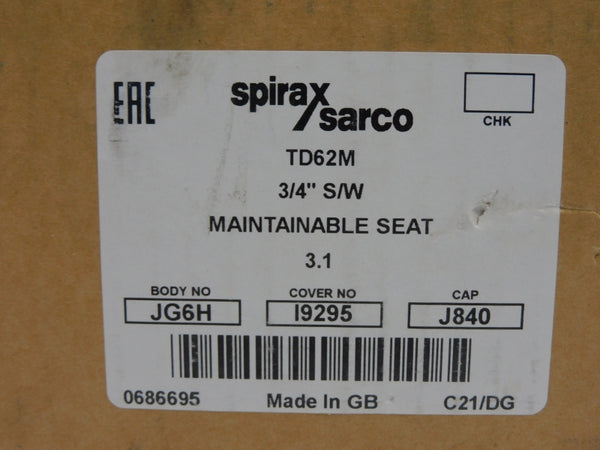 EAC
spirax
sarco
CHK
TD62M
3/4" S/W
MAINTAINABLE SEAT
3.1
BODY NO COVER NO CAP
JG6H I9295 J840
0686695 Made In GB C21/DG